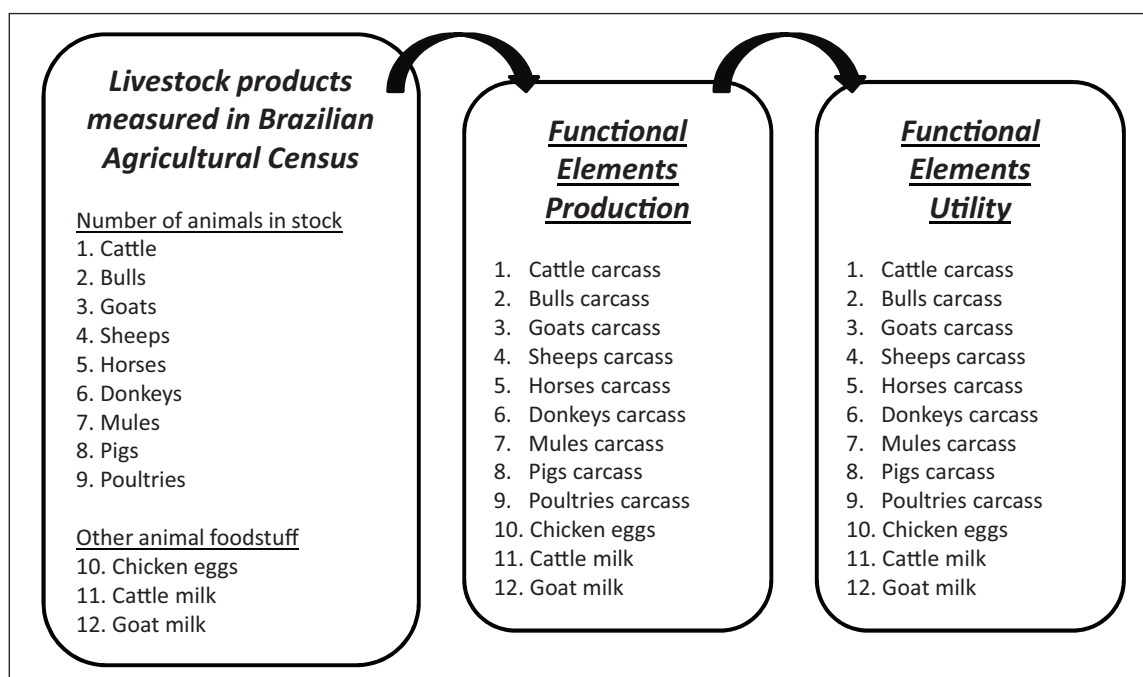 Livestock products
measured in Brazilian
Agricultural Census
Number of animals in stock
1. Cattle
2. Bulls
3. Goats
4. Sheeps
5. Horses
6. Donkeys
7. Mules
8. Pigs
9. Poultries
Other animal foodstuff
10. Chicken eggs
11. Cattle milk
12. Goat milk
Functional
Elements
Production
1. Cattle carcass
2. Bulls carcass
3. Goats carcass
4. Sheeps carcass
5. Horses carcass
6. Donkeys carcass
7. Mules carcass
8. Pigs carcass
9. Poultries carcass
10. Chicken eggs
11. Cattle milk
12. Goat milk
Functional
Elements
Utility
1. Cattle carcass
2. Bulls carcass
3. Goats carcass
4. Sheeps carcass
5. Horses carcass
6. Donkeys carcass
7. Mules carcass
8. Pigs carcass
9. Poultries carcass
10. Chicken eggs
11. Cattle milk
12. Goat milk